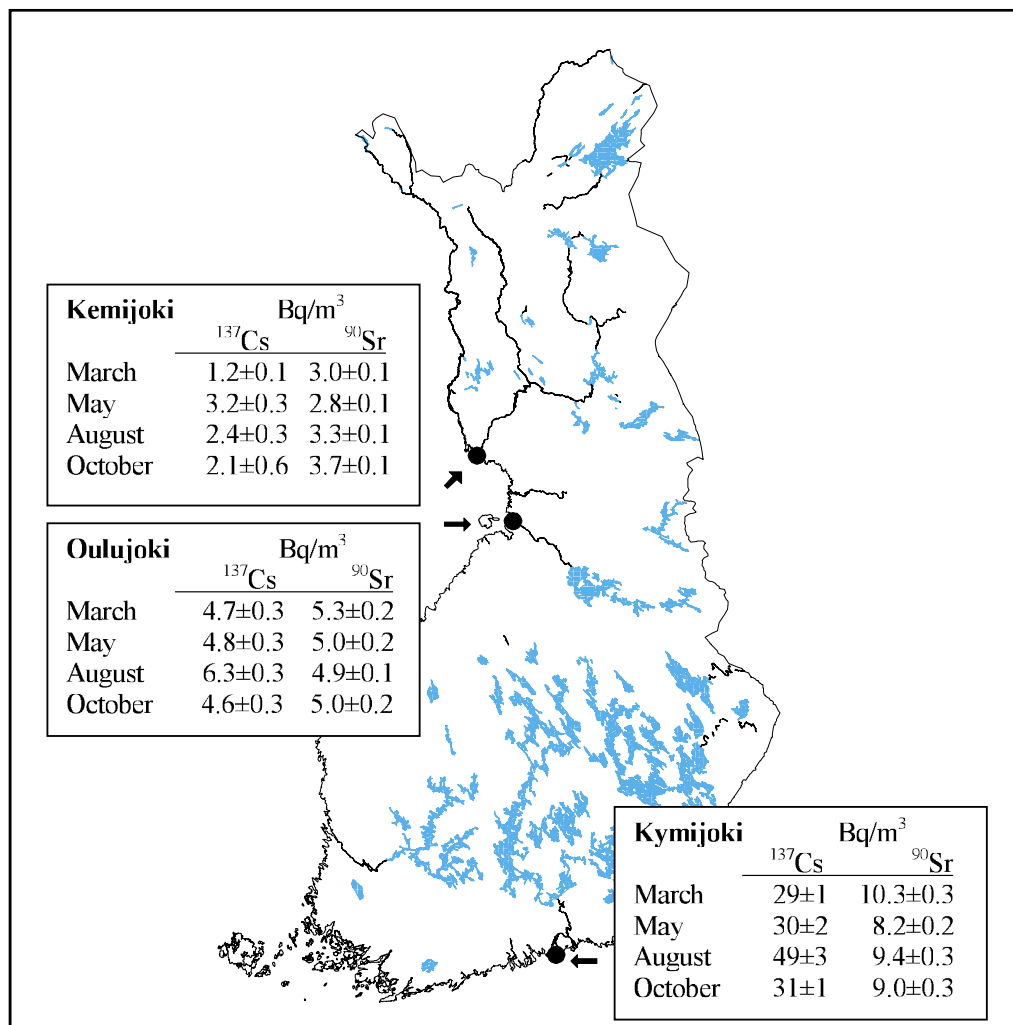 Kemijoki Bq/m³
¹³⁷Cs ⁹⁰Sr
March 1.2±0.1 3.0±0.1
May 3.2±0.3 2.8±0.1
August 2.4±0.3 3.3±0.1
October 2.1±0.6 3.7±0.1
Oulujoki Bq/m³
¹³⁷Cs ⁹⁰Sr
March 4.7±0.3 5.3±0.2
May 4.8±0.3 5.0±0.2
August 6.3±0.3 4.9±0.1
October 4.6±0.3 5.0±0.2
Kymijoki Bq/m³
¹³⁷Cs ⁹⁰Sr
March 29±1 10.3±0.3
May 30±2 8.2±0.2
August 49±3 9.4±0.3
October 31±1 9.0±0.3